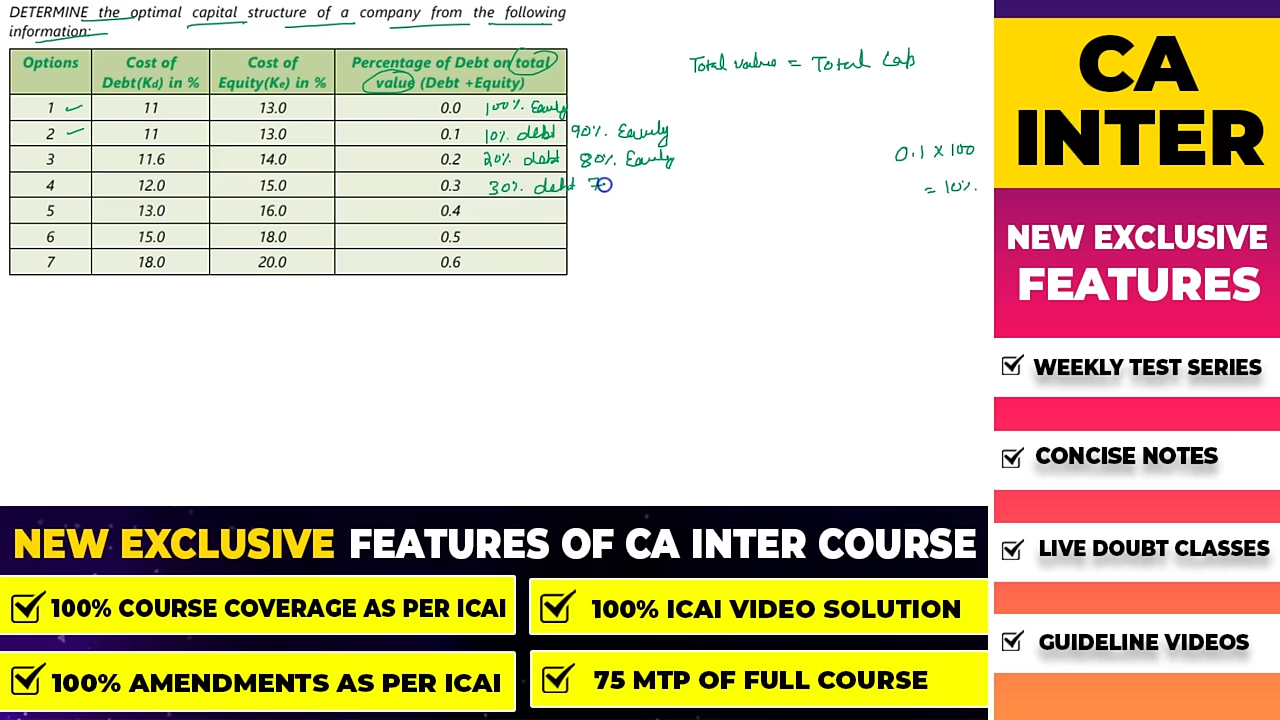 DETERMINE the optimal capital structure of a company from the following
information:
Options Cost of Debt(Kd) in % Cost of Equity(Ke) in % Percentage of Debt on total value (Debt +Equity)
1 11 13.0 0.0 100% Equity
2 11 13.0 0.1 10% debt 90% Equity
3 11.6 14.0 0.2 20% debt 80% Equity
4 12.0 15.0 0.3 30% debt 70
5 13.0 16.0 0.4
6 15.0 18.0 0.5
7 18.0 20.0 0.6
Total value = Total Cap
0.1 x 100
= 10%.
CA
INTER
NEW EXCLUSIVE
FEATURES
WEEKLY TEST SERIES
CONCISE NOTES
LIVE DOUBT CLASSES
GUIDELINE VIDEOS
NEW EXCLUSIVE FEATURES OF CA INTER COURSE
100% COURSE COVERAGE AS PER ICAI
100% ICAI VIDEO SOLUTION
100% AMENDMENTS AS PER ICAI
75 MTP OF FULL COURSE